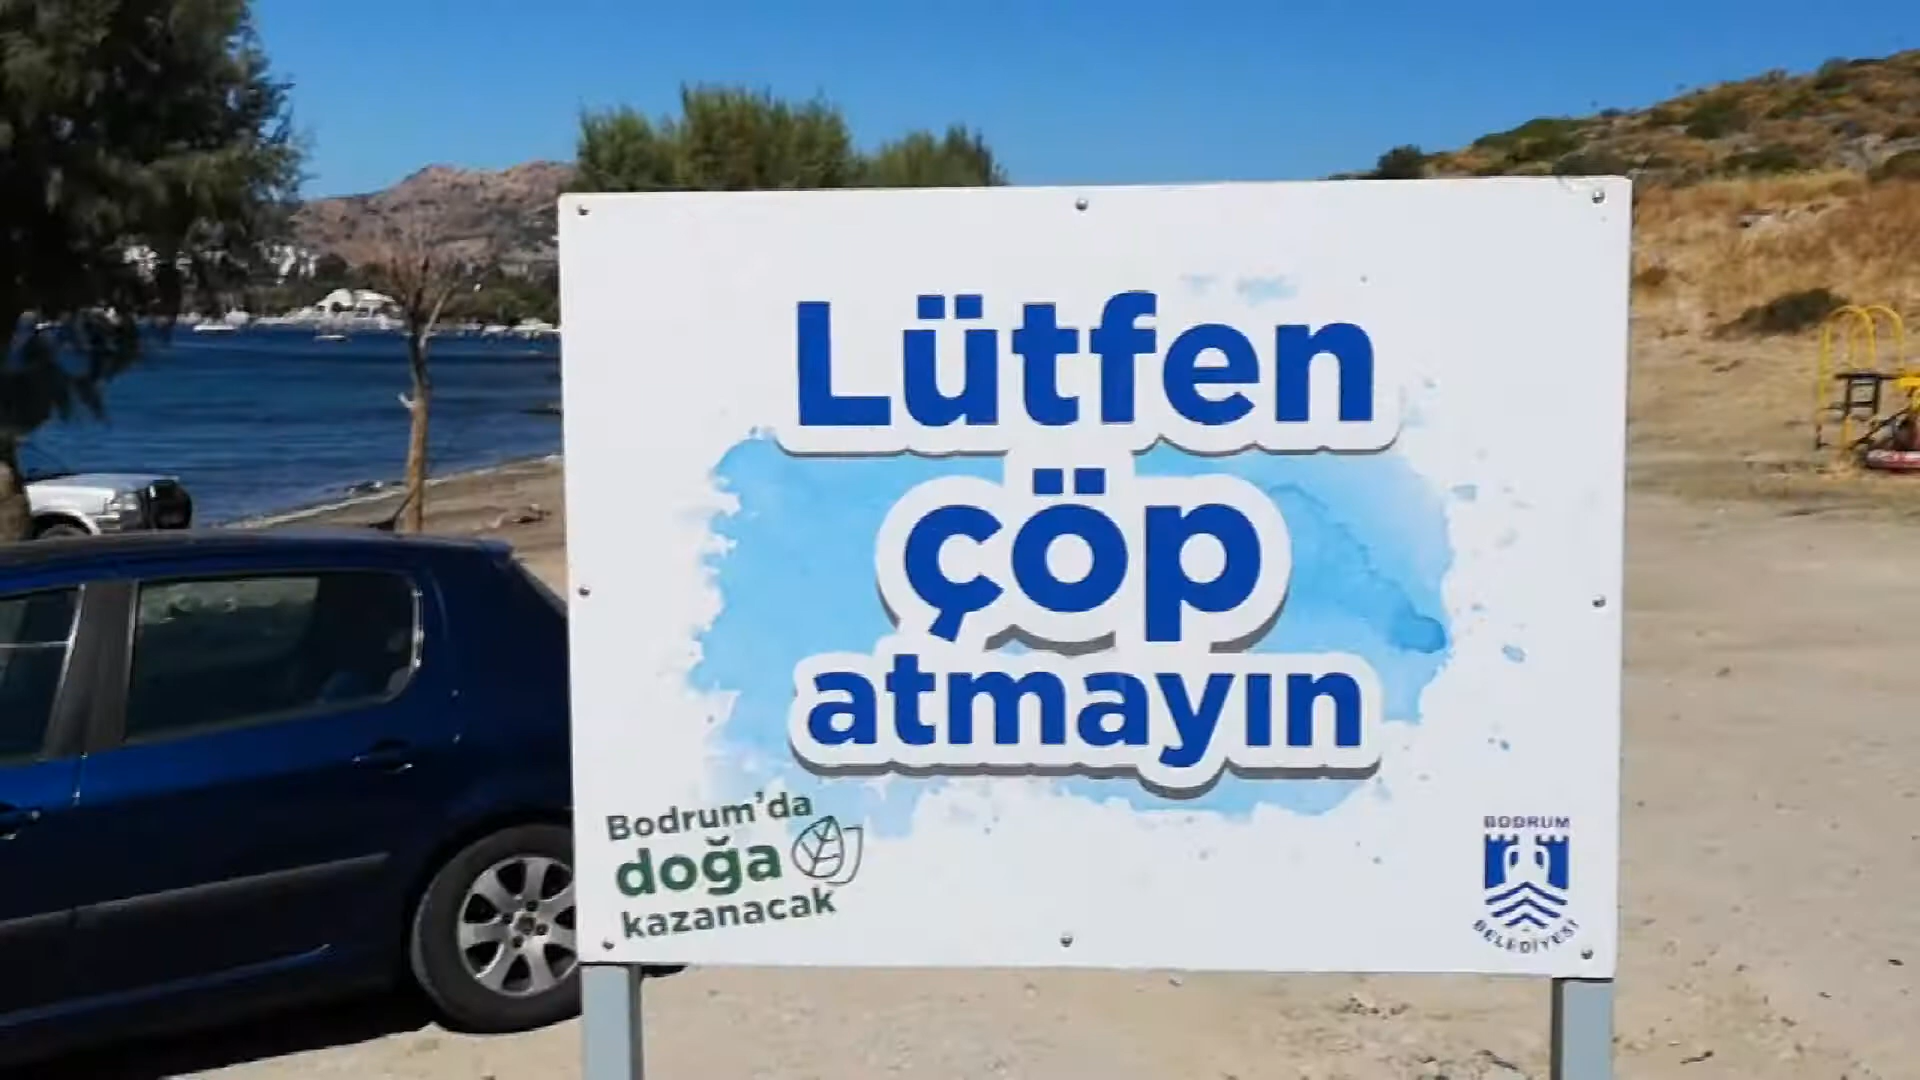 Lütfen
çöp
atmayın
Bodrum'da
doğa
kazanacak
BODRUM
BELEDİYESİ